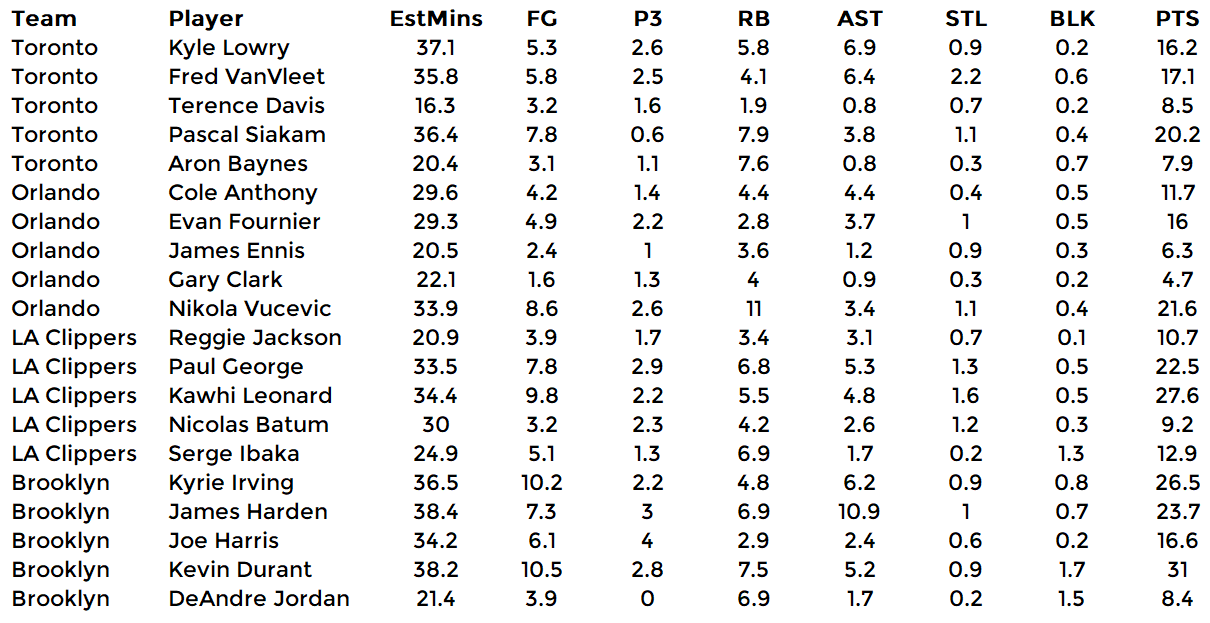 Team Player EstMins FG P3 RB AST STL BLK PTS
Toronto Kyle Lowry 37.1 5.3 2.6 5.8 6.9 0.9 0.2 16.2
Toronto Fred VanVleet 35.8 5.8 2.5 4.1 6.4 2.2 0.6 17.1
Toronto Terence Davis 16.3 3.2 1.6 1.9 0.8 0.7 0.2 8.5
Toronto Pascal Siakam 36.4 7.8 0.6 7.9 3.8 1.1 0.4 20.2
Toronto Aron Baynes 20.4 3.1 1.1 7.6 0.8 0.3 0.7 7.9
Orlando Cole Anthony 29.6 4.2 1.4 4.4 4.4 0.4 0.5 11.7
Orlando Evan Fournier 29.3 4.9 2.2 2.8 3.7 1 0.5 16
Orlando James Ennis 20.5 2.4 1 3.6 1.2 0.9 0.3 6.3
Orlando Gary Clark 22.1 1.6 1.3 4 0.9 0.3 0.2 4.7
Orlando Nikola Vucevic 33.9 8.6 2.6 11 3.4 1.1 0.4 21.6
LA Clippers Reggie Jackson 20.9 3.9 1.7 3.4 3.1 0.7 0.1 10.7
LA Clippers Paul George 33.5 7.8 2.9 6.8 5.3 1.3 0.5 22.5
LA Clippers Kawhi Leonard 34.4 9.8 2.2 5.5 4.8 1.6 0.5 27.6
LA Clippers Nicolas Batum 30 3.2 2.3 4.2 2.6 1.2 0.3 9.2
LA Clippers Serge Ibaka 24.9 5.1 1.3 6.9 1.7 0.2 1.3 12.9
Brooklyn Kyrie Irving 36.5 10.2 2.2 4.8 6.2 0.9 0.8 26.5
Brooklyn James Harden 38.4 7.3 3 6.9 10.9 1 0.7 23.7
Brooklyn Joe Harris 34.2 6.1 4 2.9 2.4 0.6 0.2 16.6
Brooklyn Kevin Durant 38.2 10.5 2.8 7.5 5.2 0.9 1.7 31
Brooklyn DeAndre Jordan 21.4 3.9 0 6.9 1.7 0.2 1.5 8.4